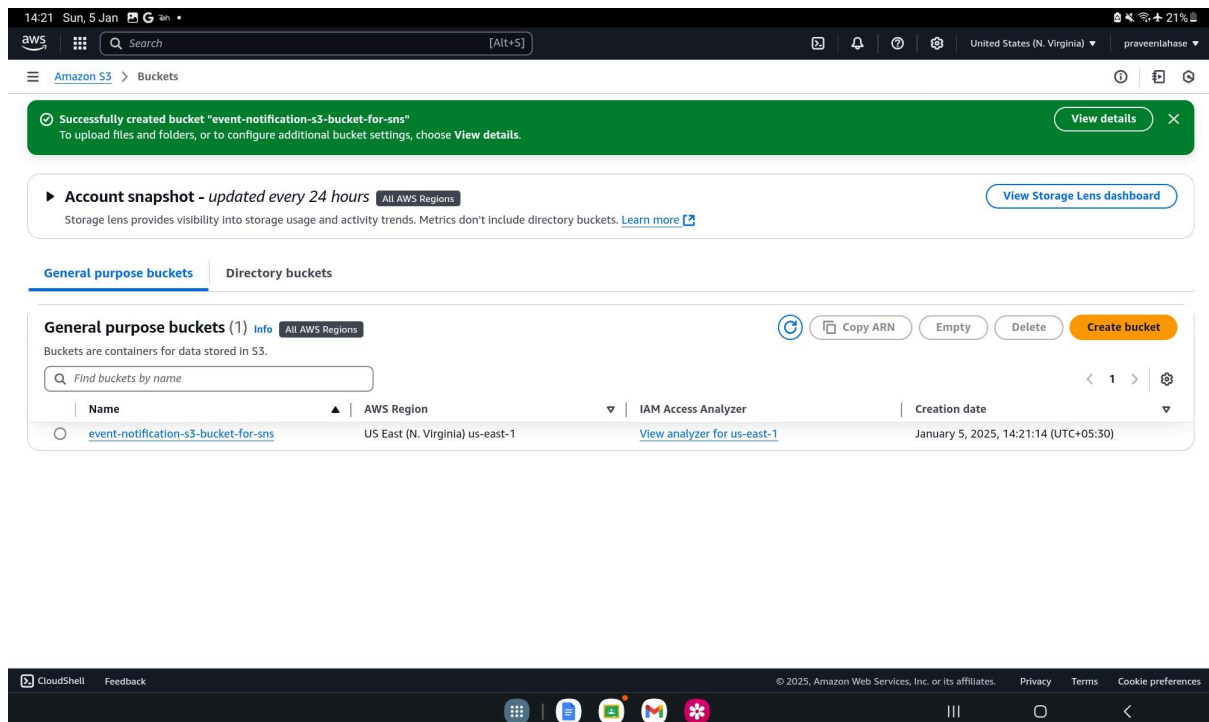 14:21 Sun, 5 Jan G 21%
aws Search [Alt+S] United States (N. Virginia) praveenlahase
Amazon S3 > Buckets
Successfully created bucket "event-notification-s3-bucket-for-sns"
To upload files and folders, or to configure additional bucket settings, choose View details.
View details
Account snapshot - updated every 24 hours All AWS Regions
Storage lens provides visibility into storage usage and activity trends. Metrics don't include directory buckets. Learn more
View Storage Lens dashboard
General purpose buckets Directory buckets
General purpose buckets (1) Info All AWS Regions
Copy ARN Empty Delete Create bucket
Buckets are containers for data stored in S3.
Find buckets by name
1
Name AWS Region IAM Access Analyzer Creation date
event-notification-s3-bucket-for-sns US East (N. Virginia) us-east-1 View analyzer for us-east-1 January 5, 2025, 14:21:14 (UTC+05:30)
CloudShell Feedback © 2025, Amazon Web Services, Inc. or its affiliates. Privacy Terms Cookie preferences